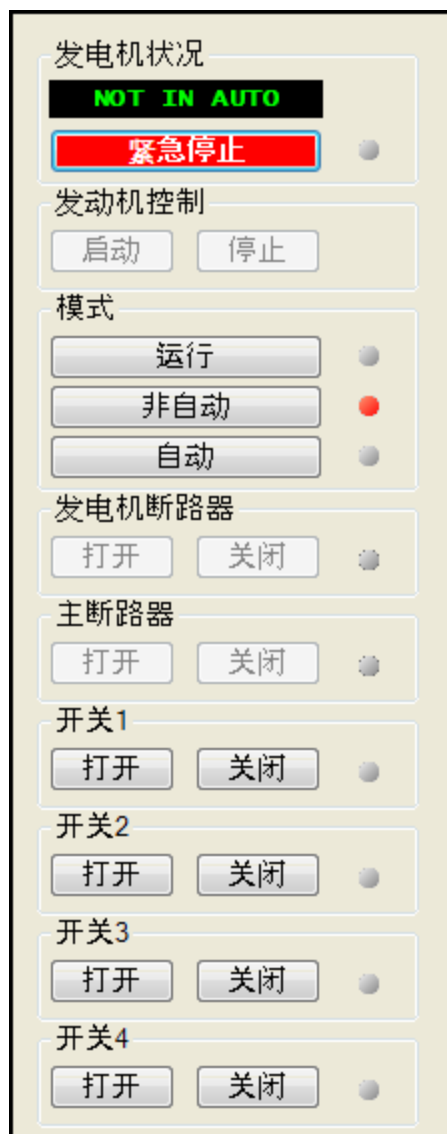 发电机状况
NOT IN AUTO
紧急停止
发动机控制
启动 停止
模式
运行
非自动
自动
发电机断路器
打开 关闭
主断路器
打开 关闭
开关1
打开 关闭
开关2
打开 关闭
开关3
打开 关闭
开关4
打开 关闭